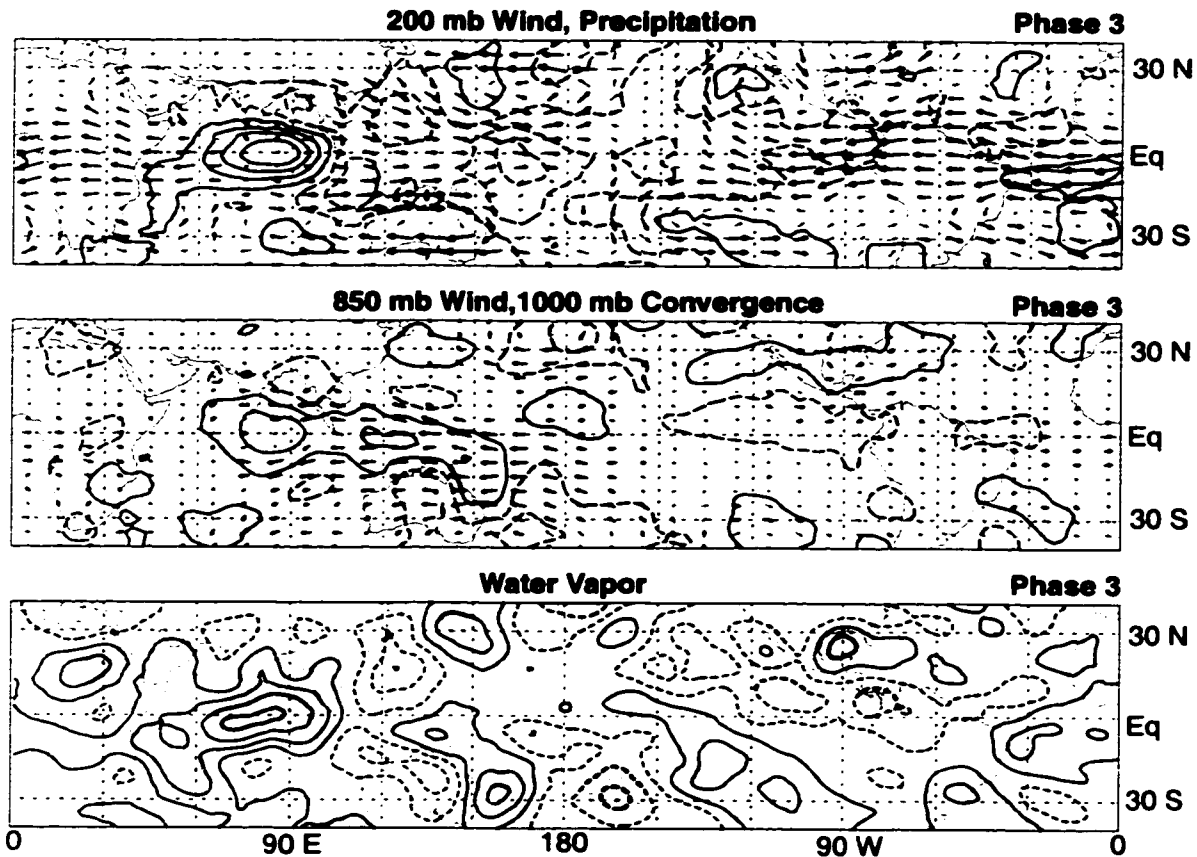 200 mb Wind, Precipitation Phase 3
30 N
Eq
30 S
850 mb Wind,1000 mb Convergence Phase 3
30 N
Eq
30 S
Water Vapor Phase 3
30 N
Eq
30 S
0 90 E 180 90 W 0